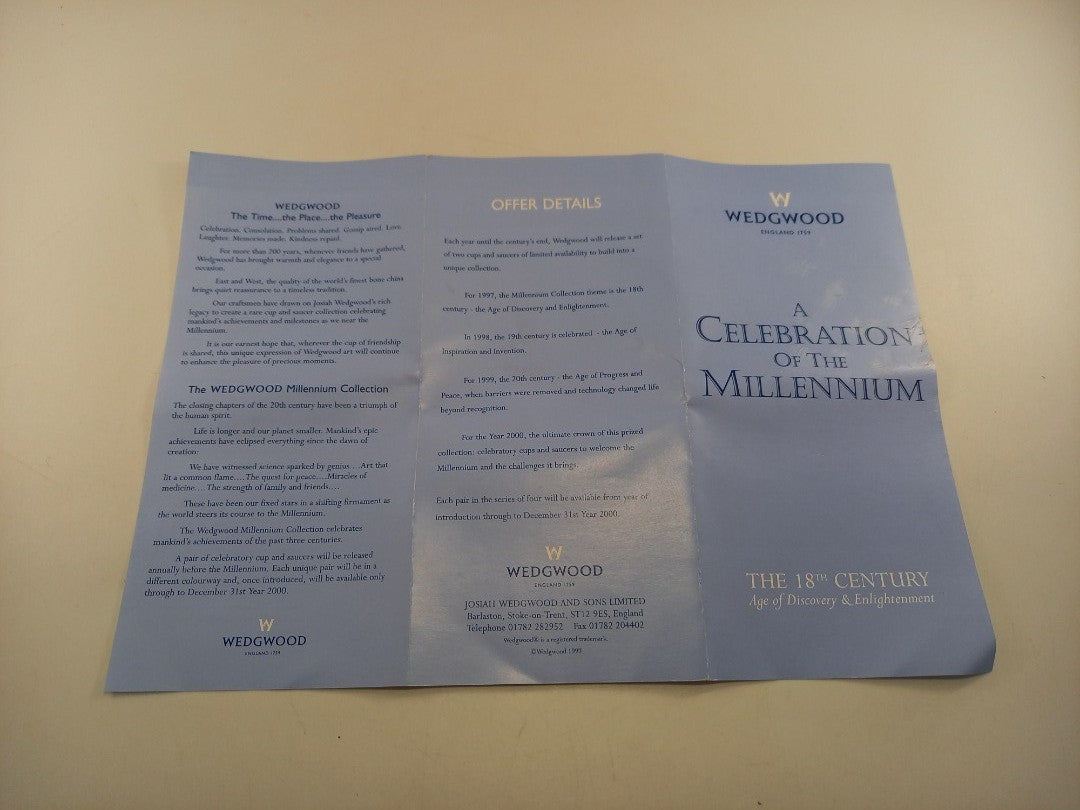 WEDGWOOD
The Time....the Place....the Pleasure
Celebration. Consolation. Problems shared. Gossip aired. Love
Laughter. Memories made. Kindness repaid.
For more than 200 years, whenever friends have gathered,
Wedgwood has brought warmth and elegance to a special
occasion.
East and West, the quality of the world's finest bone china
brings quiet reassurance to a timeless tradition.
Our craftsmen have drawn on Josiah Wedgwood's rich
legacy to create a rare cup and saucer collection celebrating
mankind's achievements and milestones as we near the
Millennium.
It is our earnest hope that, wherever the cup of friendship
is shared, this unique expression of Wedgwood art will continue
to enhance the pleasure of precious moments.
The WEDGWOOD Millennium Collection
The closing chapters of the 20th century have been a triumph of
the human spirit.
Life is longer and our planet smaller. Mankind's epic
achievements have eclipsed everything since the dawn of
creation:
We have witnessed science sparked by genius....Art that
lit a common flame....The quest for peace....Miracles of
medicine....The strength of family and friends....
These have been our fixed stars in a shifting firmament as
the world steers its course to the Millennium.
The Wedgwood Millennium Collection celebrates
mankind's achievements of the past three centuries.
A pair of celebratory cup and saucers will be released
annually before the Millennium. Each unique pair will be in a
different colourway and, once introduced, will be available only
through to December 31st Year 2000.
W
WEDGWOOD
ENGLAND 1759
OFFER DETAILS
Each year until the century's end, Wedgwood will release a set
of two cups and saucers of limited availability to build into a
unique collection.
For 1997, the Millennium Collection theme is the 18th
century - the Age of Discovery and Enlightenment.
In 1998, the 19th century is celebrated - the Age of
Inspiration and Invention.
For 1999, the 20th century - the Age of Progress and
Peace, when barriers were removed and technology changed life
beyond recognition.
For the Year 2000, the ultimate crown of this prized
collection: celebratory cups and saucers to welcome the
Millennium and the challenges it brings.
Each pair in the series of four will be available from year of
introduction through to December 31st Year 2000.
W
WEDGWOOD
ENGLAND 1759
JOSIAH WEDGWOOD AND SONS LIMITED
Barlaston, Stoke-on-Trent, ST12 9ES, England
Telephone 01782 282952 Fax 01782 204402
Wedgwood® is a registered trademark.
©Wedgwood
W
WEDGWOOD
ENGLAND 1759
A
CELEBRATION
OF THE
MILLENNIUM
THE 18TH CENTURY
Age of Discovery & Enlightenment